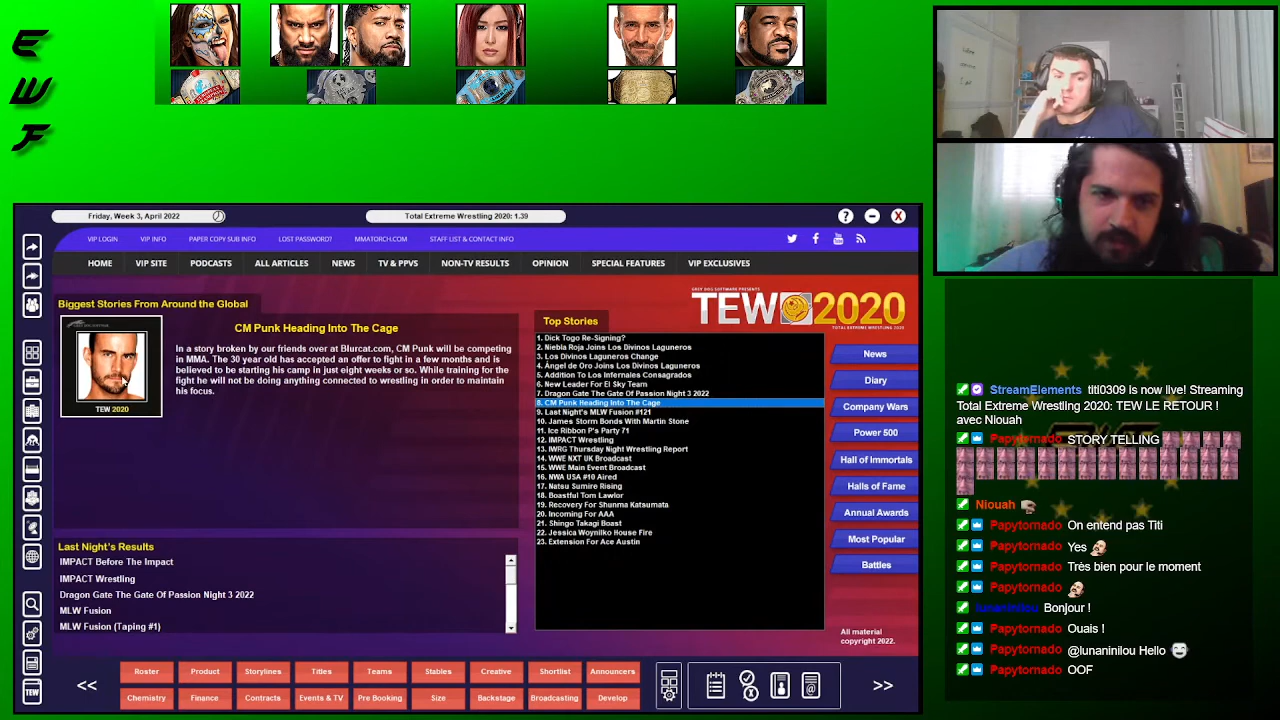 E
W
F
Friday, Week 3, April 2022
Total Extreme Wrestling 2020: 1.39
?
VIP LOGIN VIP INFO PAPER COPY SUB INFO LOST PASSWORD? MMATORCH.COM STAFF LIST & CONTACT INFO
HOME VIP SITE PODCASTS ALL ARTICLES NEWS TV & PPVS NON-TV RESULTS OPINION SPECIAL FEATURES VIP EXCLUSIVES
Biggest Stories From Around the Global
GREY DOG SOFTWARE PRESENTS
TEW 2020
TOTAL EXTREME WRESTLING 2020
CM Punk Heading Into The Cage
In a story broken by our friends over at Blurcat.com, CM Punk will be competing
in MMA. The 30 year old has accepted an offer to fight in a few months and is
believed to be starting his camp in just eight weeks or so. While training for the
fight he will not be doing anything connected to wrestling in order to maintain
his focus.
TEW 2020
Top Stories
1. Dick Togo Re-Signing?
2. Niebla Roja Joins Los Divinos Laguneros
3. Los Divinos Laguneros Change
4. Ángel de Oro Joins Los Divinos Laguneros
5. Addition To Los Infernales Consagrados
6. New Leader For El Sky Team
7. Dragon Gate The Gate Of Passion Night 3 2022
8. CM Punk Heading Into The Cage
9. Last Night's MLW Fusion #121
10. James Storm Bonds With Martin Stone
11. Ice Ribbon P's Party 71
12. IMPACT Wrestling
13. IWRG Thursday Night Wrestling Report
14. WWE NXT UK Broadcast
15. WWE Main Event Broadcast
16. NWA USA #10 Aired
17. Natsu Sumire Rising
18. Boastful Tom Lawlor
19. Recovery For Shunma Katsumata
20. Incoming For AAA
21. Shingo Takagi Boast
22. Jessica Woynilko House Fire
23. Extension For Ace Austin
News
Diary
Company Wars
Power 500
Hall of Immortals
Halls of Fame
Annual Awards
Most Popular
Battles
All material
copyright 2022.
Last Night's Results
IMPACT Before The Impact
IMPACT Wrestling
Dragon Gate The Gate Of Passion Night 3 2022
MLW Fusion
MLW Fusion (Taping #1)
TEW
<<
Roster Product Storylines Titles Teams Stables Creative Shortlist Announcers
Chemistry Finance Contracts Events & TV Pre Booking Size Backstage Broadcasting Develop
>>
StreamElements titi0309 is now live! Streaming
Total Extreme Wrestling 2020: TEW LE RETOUR !
avec Niouah
Papytornado STORY TELLING
Niouah
Papytornado On entend pas Titi
Papytornado Yes
Papytornado Très bien pour le moment
Papytornado
lunaninilou Bonjour !
Papytornado Ouais !
Papytornado @lunaninilou Hello
Papytornado OOF